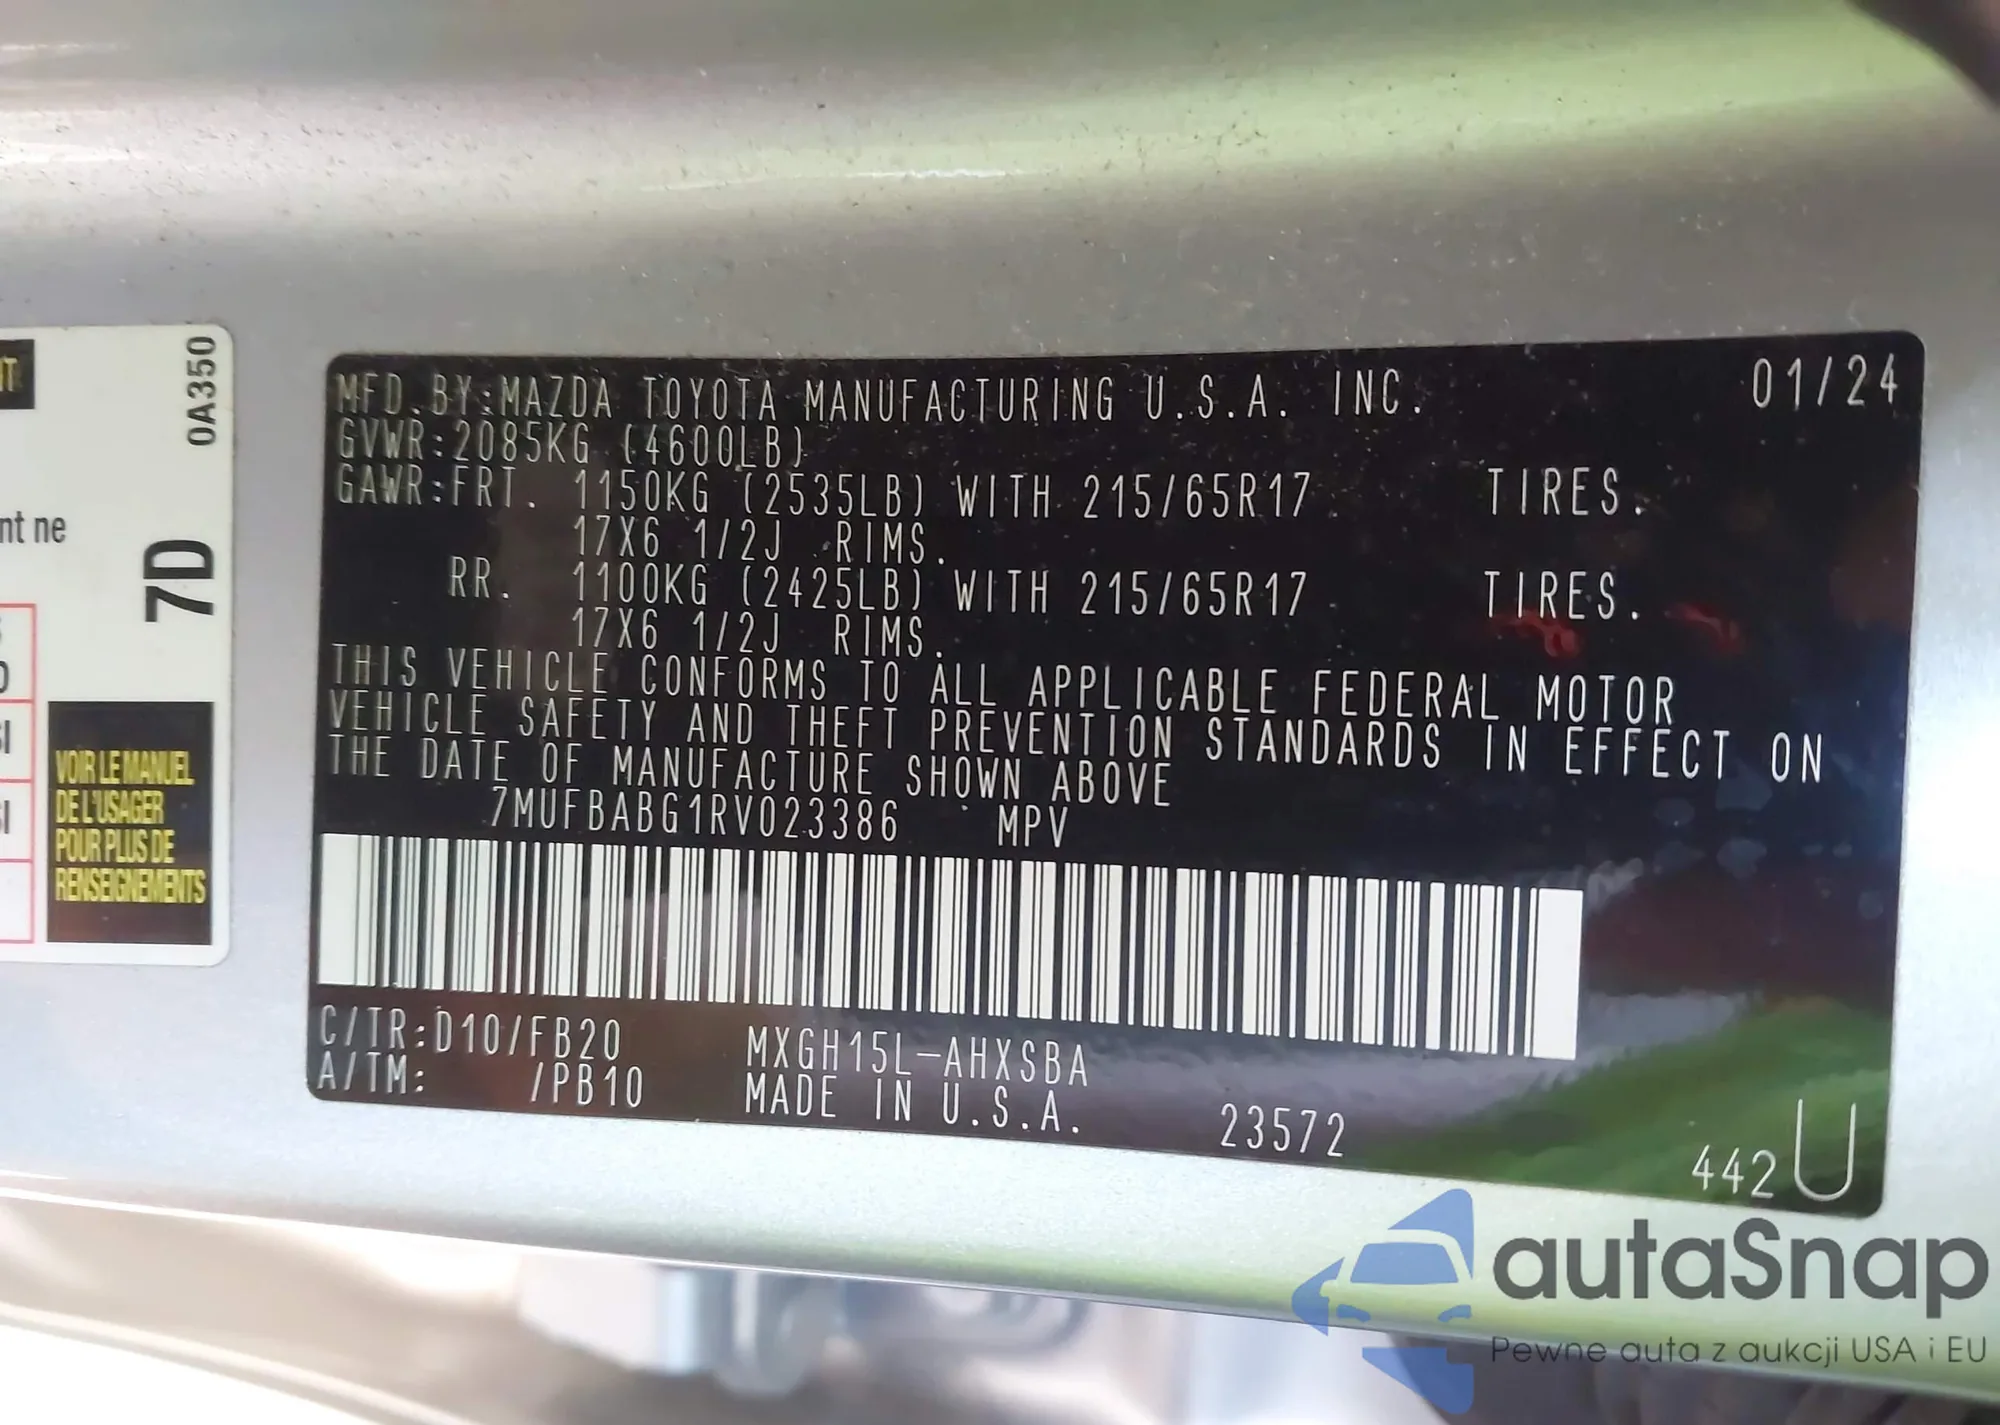 0A350
7D
nt ne
VOIR LE MANUEL
DE L'USAGER
POUR PLUS DE
RENSEIGNEMENTS
MFD.BY:MAZDA TOYOTA MANUFACTURING U.S.A. INC. 01/24
GVWR:2085KG (4600LB)
GAWR:FRT. 1150KG (2535LB) WITH 215/65R17 TIRES.
17X6 1/2J RIMS.
RR. 1100KG (2425LB) WITH 215/65R17 TIRES.
17X6 1/2J RIMS.
THIS VEHICLE CONFORMS TO ALL APPLICABLE FEDERAL MOTOR
VEHICLE SAFETY AND THEFT PREVENTION STANDARDS IN EFFECT ON
THE DATE OF MANUFACTURE SHOWN ABOVE
7MUFBABG1RV023386 MPV
C/TR:D10/FB20 MXGH15L-AHXSBA
A/TM: /PB10 MADE IN U.S.A. 23572
442U
autaSnap
Pewne auta z aukcji USA i EU